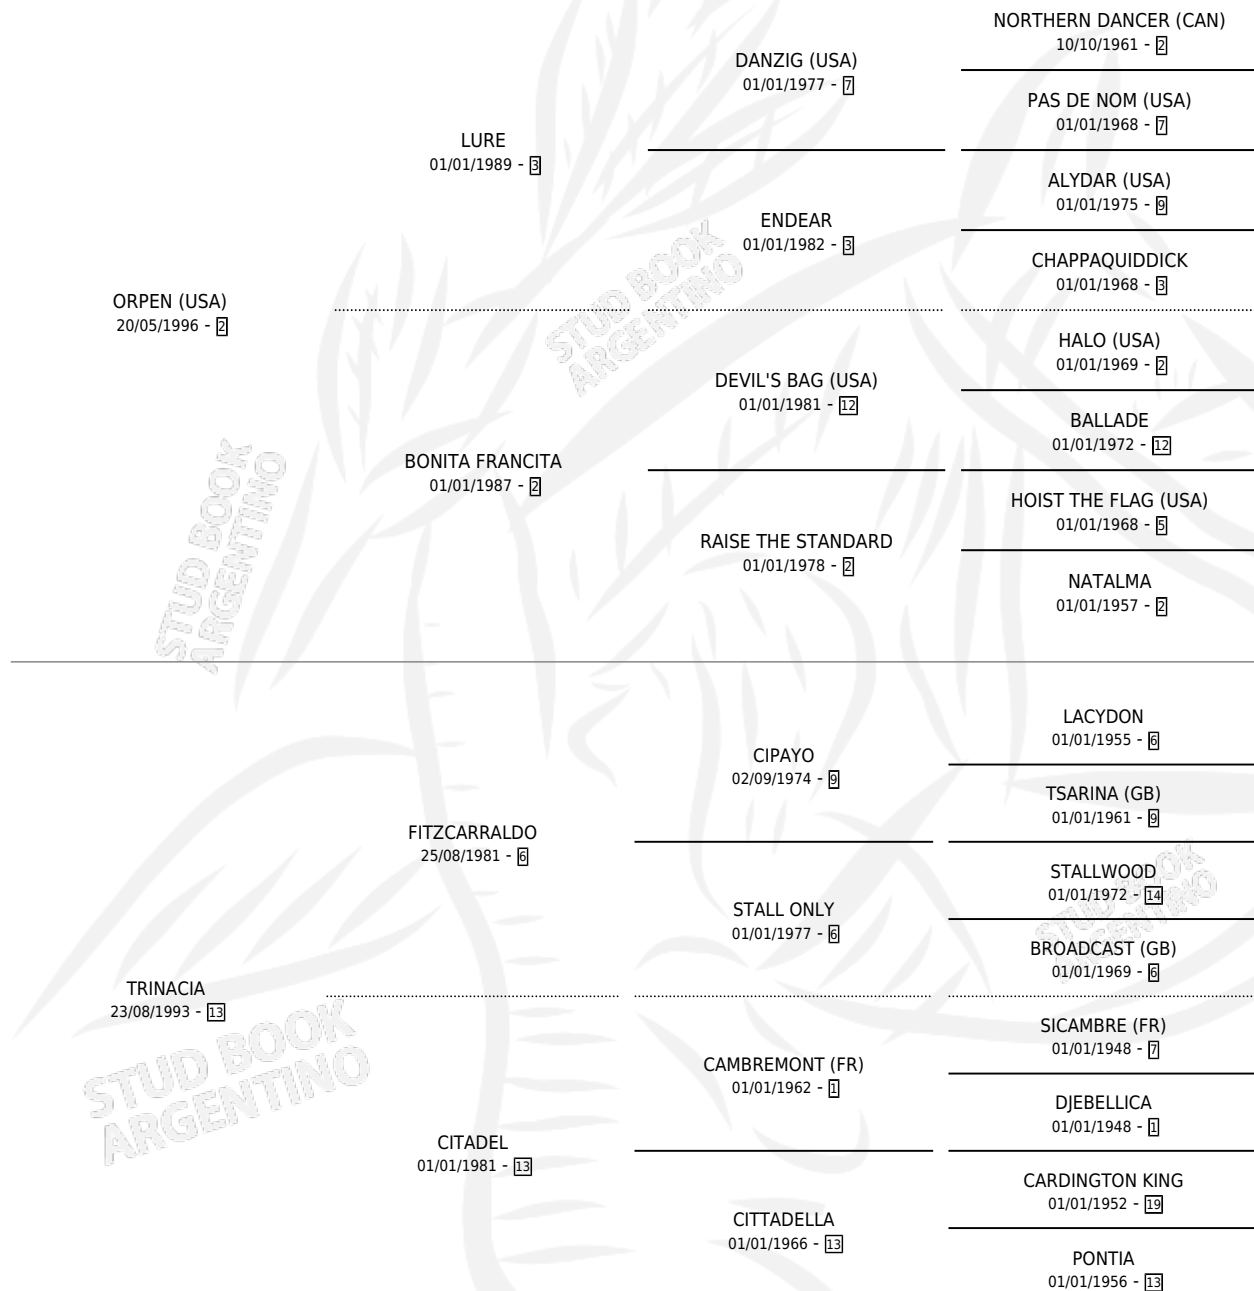 NORTHERN DANCER (CAN)
10/10/1961 - 2
DANZIG (USA)
01/01/1977 - 7
PAS DE NOM (USA)
01/01/1968 - 7
LURE
01/01/1989 - 3
ALYDAR (USA)
01/01/1975 - 9
ENDEAR
01/01/1982 - 3
CHAPPAQUIDDICK
01/01/1968 - 3
ORPEN (USA)
20/05/1996 - 2
HALO (USA)
01/01/1969 - 2
DEVIL'S BAG (USA)
01/01/1981 - 12
BALLADE
01/01/1972 - 12
BONITA FRANCITA
01/01/1987 - 2
HOIST THE FLAG (USA)
01/01/1968 - 5
RAISE THE STANDARD
01/01/1978 - 2
NATALMA
01/01/1957 - 2
LACYDON
01/01/1955 - 6
CIPAYO
02/09/1974 - 9
TSARINA (GB)
01/01/1961 - 9
FITZCARRALDO
25/08/1981 - 6
STALLWOOD
01/01/1972 - 14
STALL ONLY
01/01/1977 - 6
BROADCAST (GB)
01/01/1969 - 6
TRINACIA
23/08/1993 - 13
SICAMBRE (FR)
01/01/1948 - 7
CAMBREMONT (FR)
01/01/1962 - 1
DJEBELLICA
01/01/1948 - 1
CITADEL
01/01/1981 - 13
CARDINGTON KING
01/01/1952 - 19
CITTADELLA
01/01/1966 - 13
PONTIA
01/01/1956 - 13
STUD BOOK
ARGENTINO
STUD BOOK
ARGENTINO
STUD BOOK
ARGENTINO
STUD BOOK
ARGENTINO